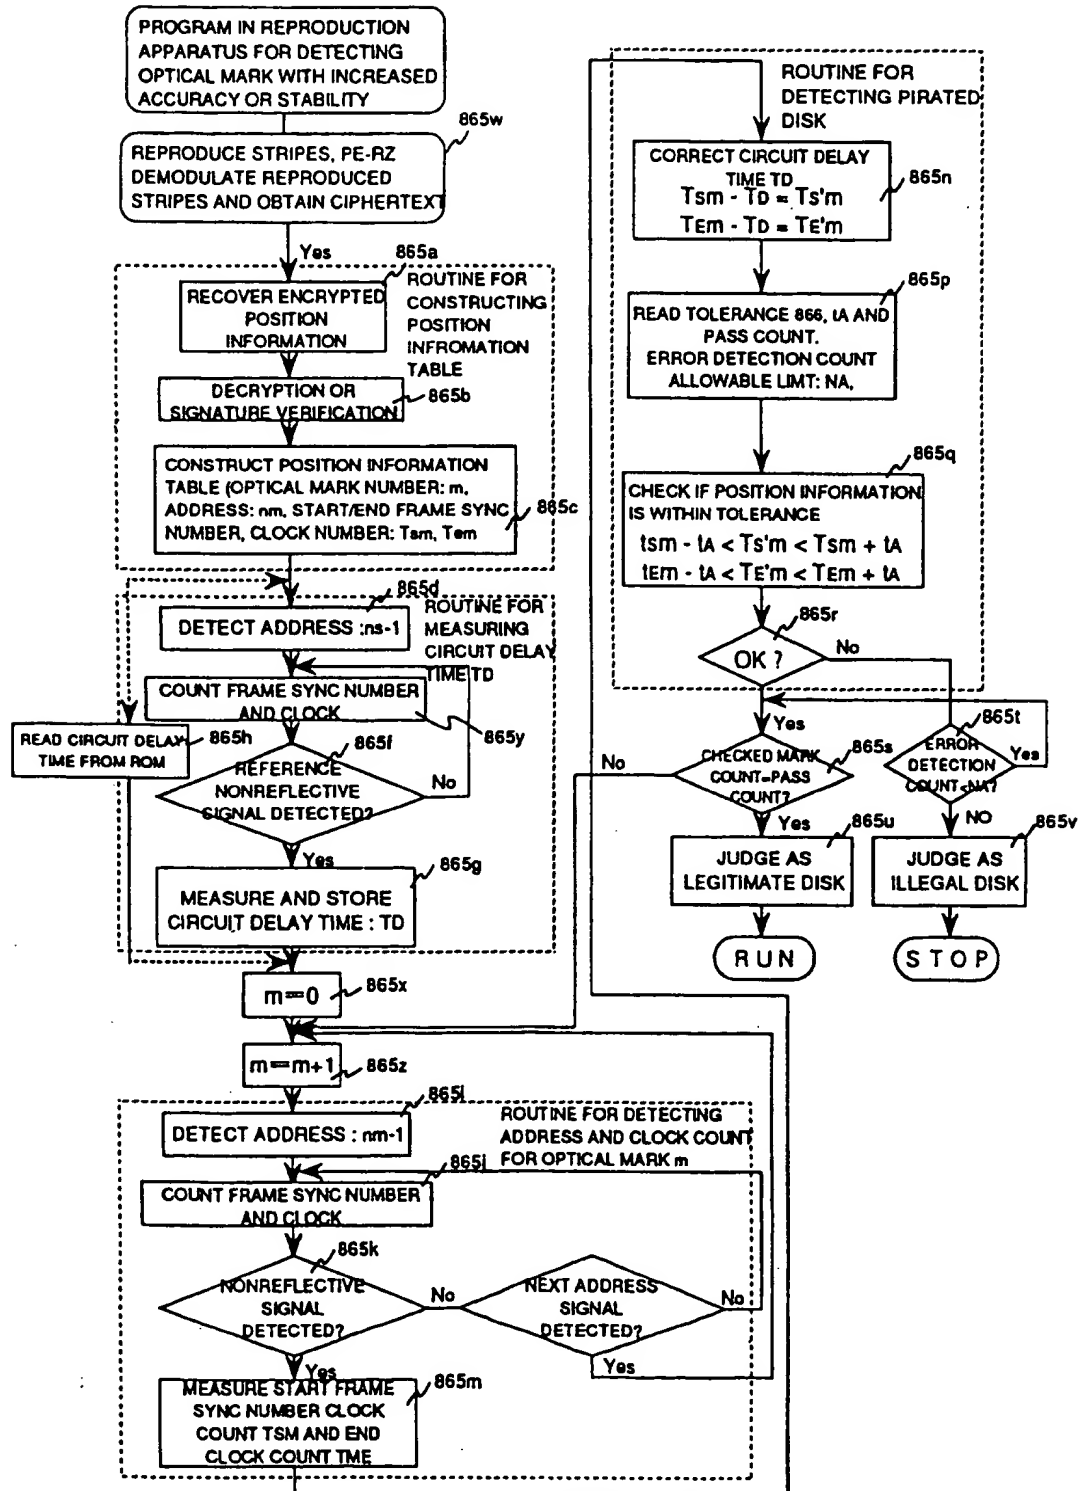 PROGRAM IN REPRODUCTION
APPARATUS FOR DETECTING
OPTICAL MARK WITH INCREASED
ACCURACY OR STABILITY
865w
REPRODUCE STRIPES, PE-RZ
DEMODULATE REPRODUCED
STRIPES AND OBTAIN CIPHERTEXT
Yes
865a
ROUTINE FOR
CONSTRUCTING
POSITION
INFROMATION
TABLE
RECOVER ENCRYPTED
POSITION
INFORMATION
DECRYPTION OR
SIGNATURE VERIFICATION
865b
CONSTRUCT POSITION INFORMATION
TABLE (OPTICAL MARK NUMBER: m,
ADDRESS: nm, START/END FRAME SYNC
NUMBER, CLOCK NUMBER: Tsm, Tem
865c
865d
ROUTINE FOR
MEASURING
CIRCUIT DELAY
TIME TD
DETECT ADDRESS :ns-1
COUNT FRAME SYNC NUMBER
AND CLOCK
865y
READ CIRCUIT DELAY
TIME FROM ROM
865h
865f
REFERENCE
NONREFLECTIVE
SIGNAL DETECTED?
No
Yes
865g
MEASURE AND STORE
CIRCUIT DELAY TIME : TD
m=0
865x
m=m+1
865z
865i
ROUTINE FOR DETECTING
ADDRESS AND CLOCK COUNT
FOR OPTICAL MARK m
DETECT ADDRESS : nm-1
865j
COUNT FRAME SYNC NUMBER
AND CLOCK
865k
NONREFLECTIVE
SIGNAL
DETECTED?
No
NEXT ADDRESS
SIGNAL
DETECTED?
No
Yes
Yes
MEASURE START FRAME
SYNC NUMBER CLOCK
COUNT TSM AND END
CLOCK COUNT TME
865m
ROUTINE FOR
DETECTING PIRATED
DISK
CORRECT CIRCUIT DELAY
TIME TD
Tsm - TD = Ts'm
TEm - TD = TE'm
865n
865p
READ TOLERANCE 866, tA AND
PASS COUNT.
ERROR DETECTION COUNT
ALLOWABLE LIMT: NA,
865q
CHECK IF POSITION INFORMATION
IS WITHIN TOLERANCE
tsm - tA < Ts'm < Tsm + tA
tEm - tA < TE'm < TEm + tA
865r
OK ?
No
Yes
CHECKED MARK
COUNT=PASS
COUNT?
865s
No
Yes
865t
ERROR
DETECTION
COUNT<NA?
Yes
NO
865u
JUDGE AS
LEGITIMATE DISK
865v
JUDGE AS
ILLEGAL DISK
RUN
STOP